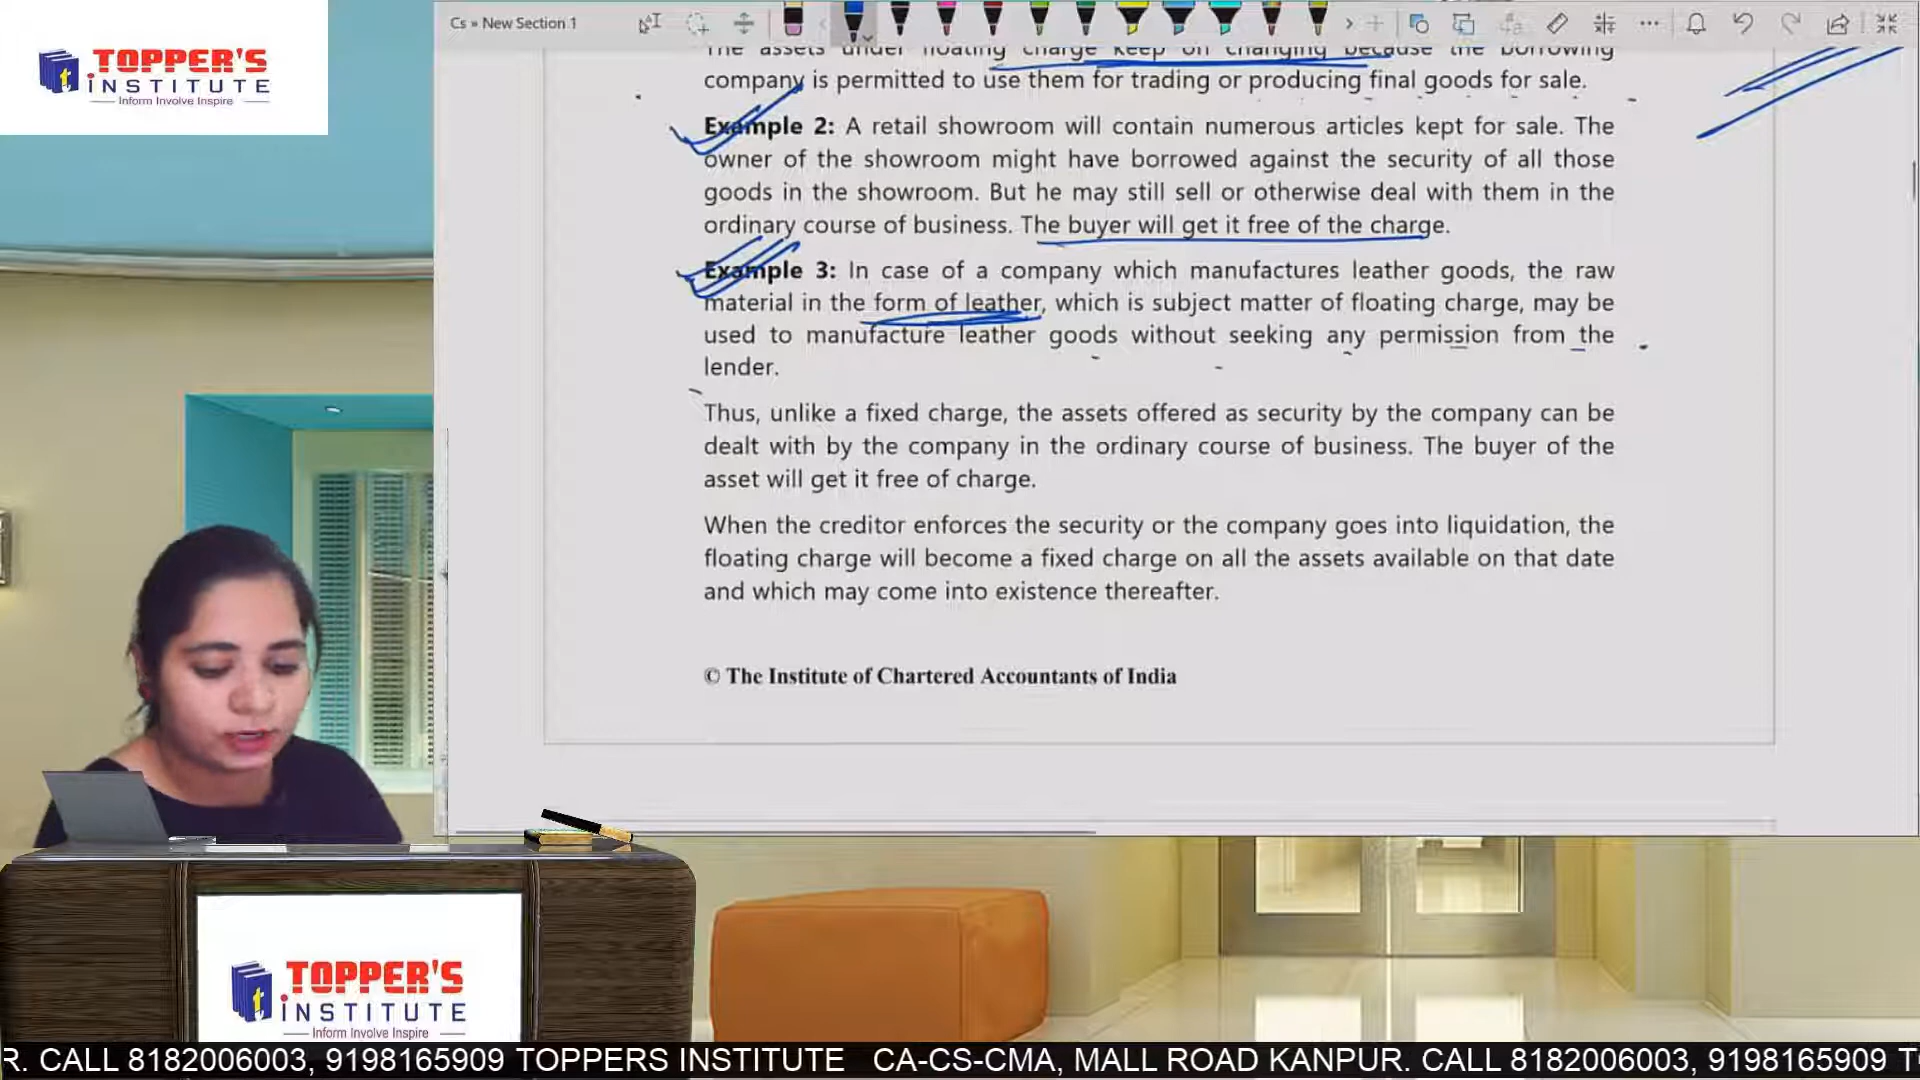 Cs » New Section 1
TOPPER'S
INSTITUTE
Inform Involve Inspire
The assets under floating charge keep on changing because the borrowing
company is permitted to use them for trading or producing final goods for sale.
Example 2: A retail showroom will contain numerous articles kept for sale. The
owner of the showroom might have borrowed against the security of all those
goods in the showroom. But he may still sell or otherwise deal with them in the
ordinary course of business. The buyer will get it free of the charge.
Example 3: In case of a company which manufactures leather goods, the raw
material in the form of leather, which is subject matter of floating charge, may be
used to manufacture leather goods without seeking any permission from the
lender.
Thus, unlike a fixed charge, the assets offered as security by the company can be
dealt with by the company in the ordinary course of business. The buyer of the
asset will get it free of charge.
When the creditor enforces the security or the company goes into liquidation, the
floating charge will become a fixed charge on all the assets available on that date
and which may come into existence thereafter.
© The Institute of Chartered Accountants of India
t
TOPPER'S
INSTITUTE
Inform Involve Inspire
R. CALL 8182006003, 9198165909 TOPPERS INSTITUTE CA-CS-CMA, MALL ROAD KANPUR. CALL 8182006003, 9198165909 T